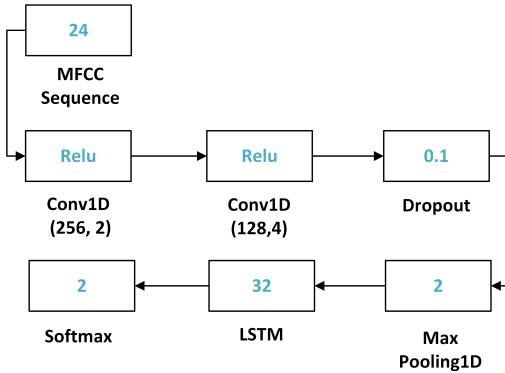 24
MFCC
Sequence
Relu
Conv1D
(256, 2)
Relu
Conv1D
(128,4)
0.1
Dropout
2
Max
Pooling1D
32
LSTM
2
Softmax